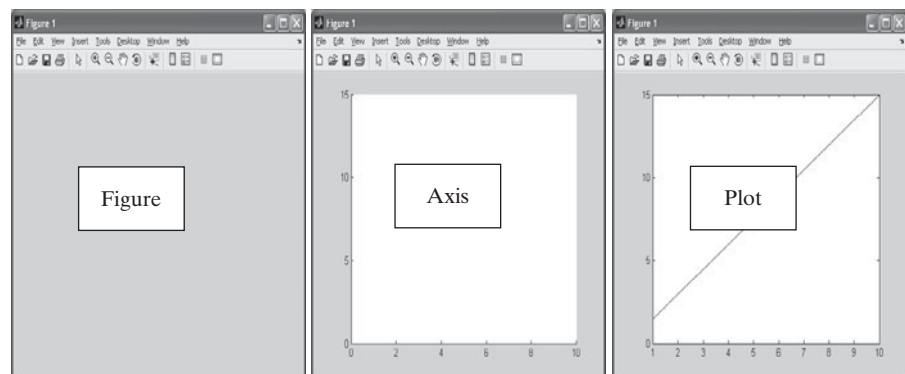 Figure 1
File Edit View Insert Tools Desktop Window Help
Figure
Figure 1
File Edit View Insert Tools Desktop Window Help
15
10
5
0
0 2 4 6 8 10
Axis
Figure 1
File Edit View Insert Tools Desktop Window Help
15
10
5
0
1 2 3 4 5 6 7 8 9 10
Plot